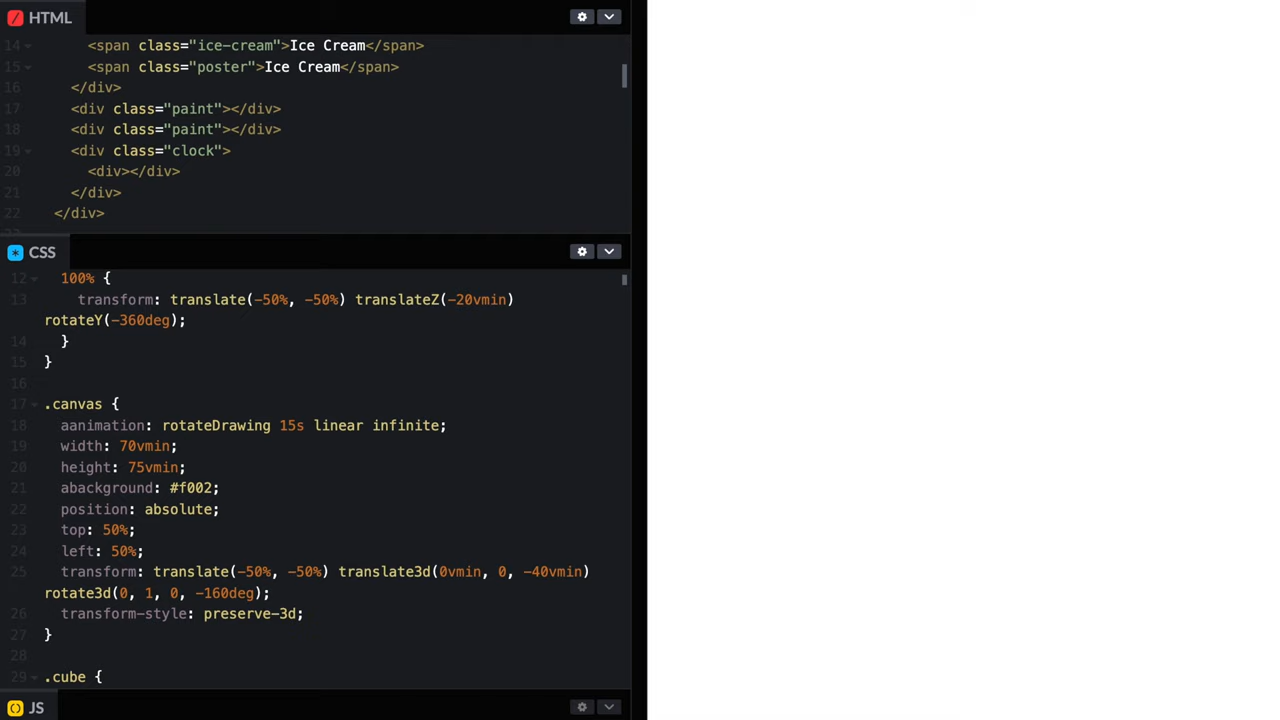 HTML
14 <span class="ice-cream">Ice Cream</span>
15 <span class="poster">Ice Cream</span>
16 </div>
17 <div class="paint"></div>
18 <div class="paint"></div>
19 <div class="clock">
20 <div></div>
21 </div>
22 </div>
CSS
12 100% {
13 transform: translate(-50%, -50%) translateZ(-20vmin)
rotateY(-360deg);
14 }
15 }
16
17 .canvas {
18 aanimation: rotateDrawing 15s linear infinite;
19 width: 70vmin;
20 height: 75vmin;
21 abackground: #f002;
22 position: absolute;
23 top: 50%;
24 left: 50%;
25 transform: translate(-50%, -50%) translate3d(0vmin, 0, -40vmin)
rotate3d(0, 1, 0, -160deg);
26 transform-style: preserve-3d;
27 }
28
29 .cube {
JS